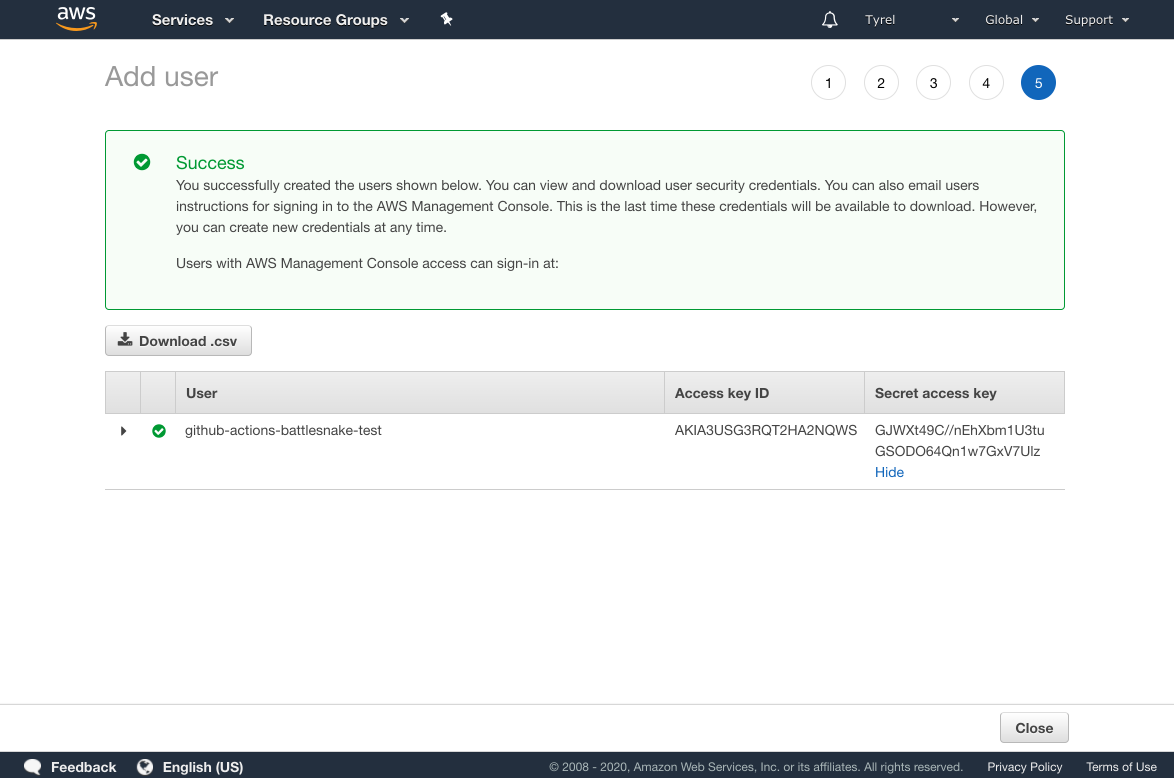 aws
Services
Resource Groups
Tyrel
Global
Support
Add user
1
2
3
4
5
Success
You successfully created the users shown below. You can view and download user security credentials. You can also email users
instructions for signing in to the AWS Management Console. This is the last time these credentials will be available to download. However,
you can create new credentials at any time.
Users with AWS Management Console access can sign-in at:
Download .csv
User
Access key ID
Secret access key
github-actions-battlesnake-test
AKIA3USG3RQT2HA2NQWS
GJWXt49C//nEhXbm1U3tu
GSODO64Qn1w7GxV7Ulz
Hide
Close
Feedback
English (US)
© 2008 - 2020, Amazon Web Services, Inc. or its affiliates. All rights reserved.
Privacy Policy
Terms of Use